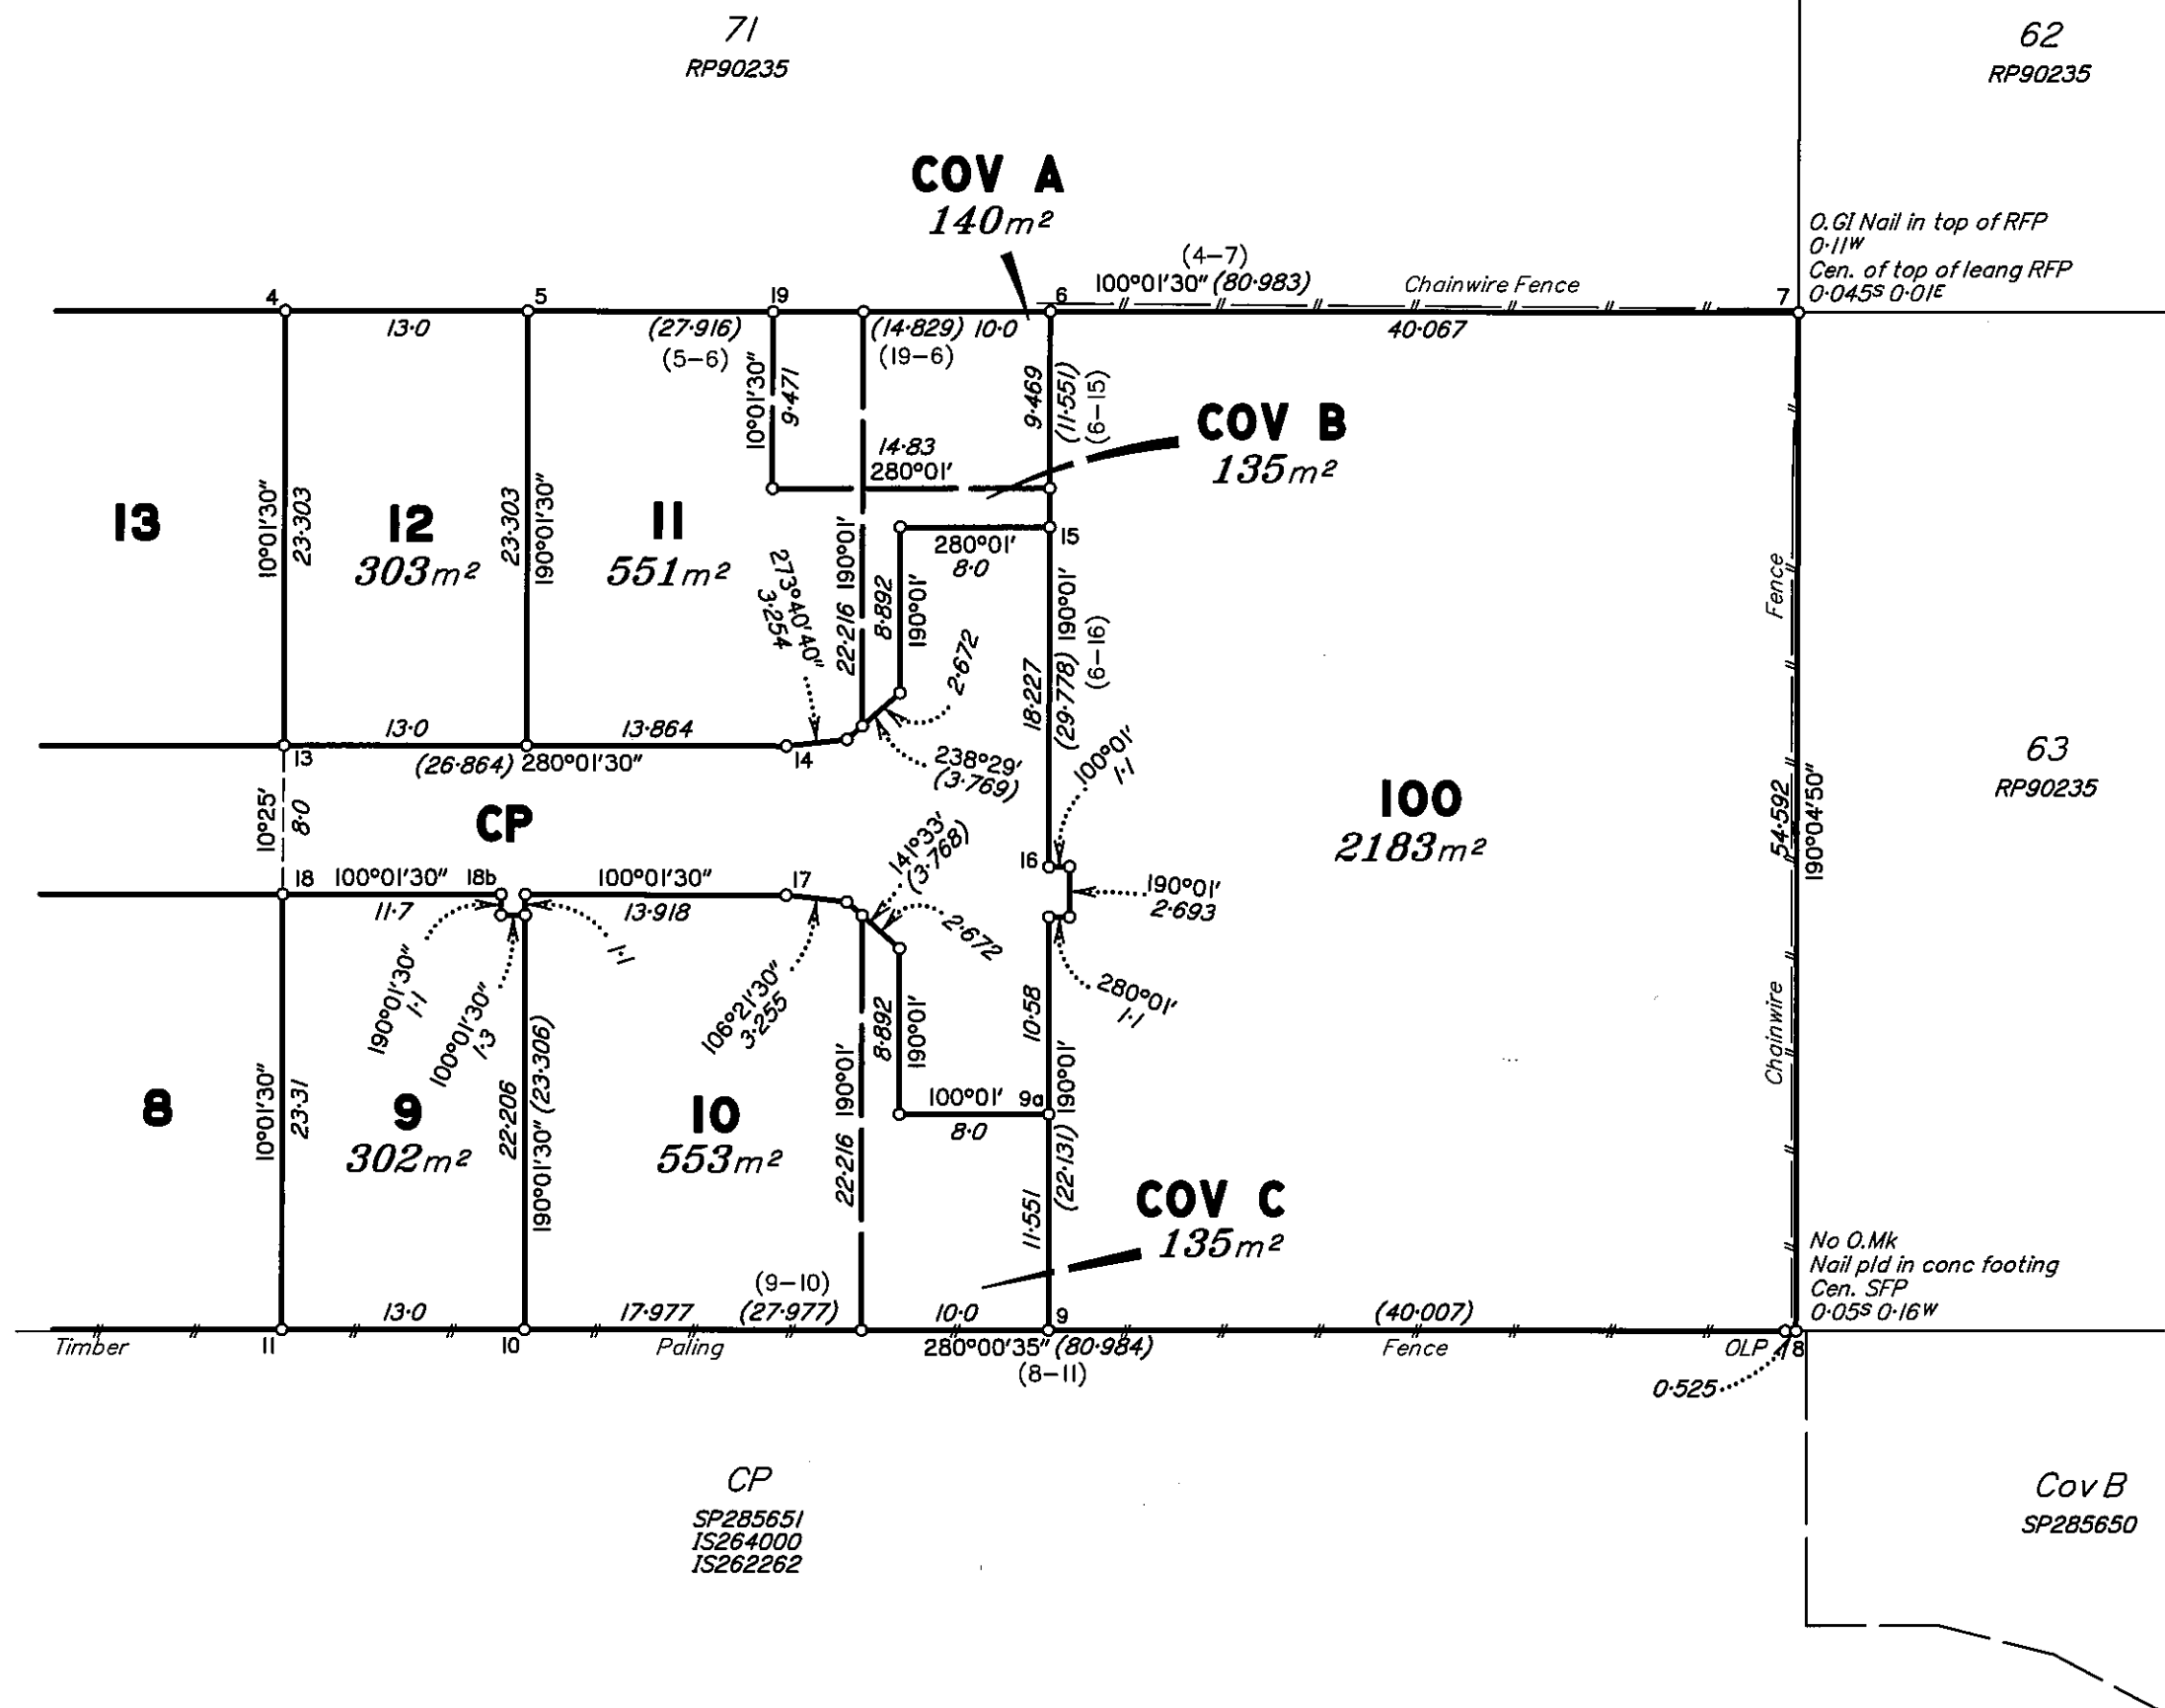 71
RP90235
62
RP90235
COV A
140m²
O.GI Nail in top of RFP
0·11W
Cen. of top of leang RFP
0·045S 0·01E
(4–7)
100°01'30" (80·983)
Chainwire Fence
4
5
19
6
7
13·0
(27·916)
(5–6)
(14·829) 10·0
(19–6)
40·067
10°01'30"
9·471
9·469
(11·551)
(6–15)
COV B
135m²
14·83
280°01'
13
10°01'30"
23·303
12
303m²
23·303
190°01'30"
11
551m²
273°40'40"
3·254
22·216 190°01'
8·892
190°01'
280°01'
8·0
15
2·672
18·227
(29·778) 190°01'
(6–16)
Fence
13·0
13·864
13
(26·864) 280°01'30"
14
238°29'
(3·769)
100°01'
1·1
63
RP90235
10°25'
8·0
CP
141°33'
(3·768)
100
2183m²
54·592
190°04'50"
18
100°01'30"
18b
100°01'30"
17
16
11·7
13·918
190°01'
2·693
2·672
190°01'30"
1·1
100°01'30"
1·3
1·1
106°21'30"
3·255
280°01'
1·1
10·58
190°01'
Chainwire
8
10°01'30"
23·31
9
302m²
22·206
190°01'30" (23·306)
10
553m²
22·216 190°01'
8·892
190°01'
100°01'
9a
8·0
11·551
(22·131)
COV C
135m²
No O.Mk
Nail pld in conc footing
Cen. SFP
0·05S 0·16W
(9–10)
13·0
17·977
(27·977)
10·0
9
(40·007)
Timber
11
10
Paling
280°00'35" (80·984)
(8–11)
Fence
OLP
8
0·525
CP
SP285651
IS264000
IS262262
Cov B
SP285650